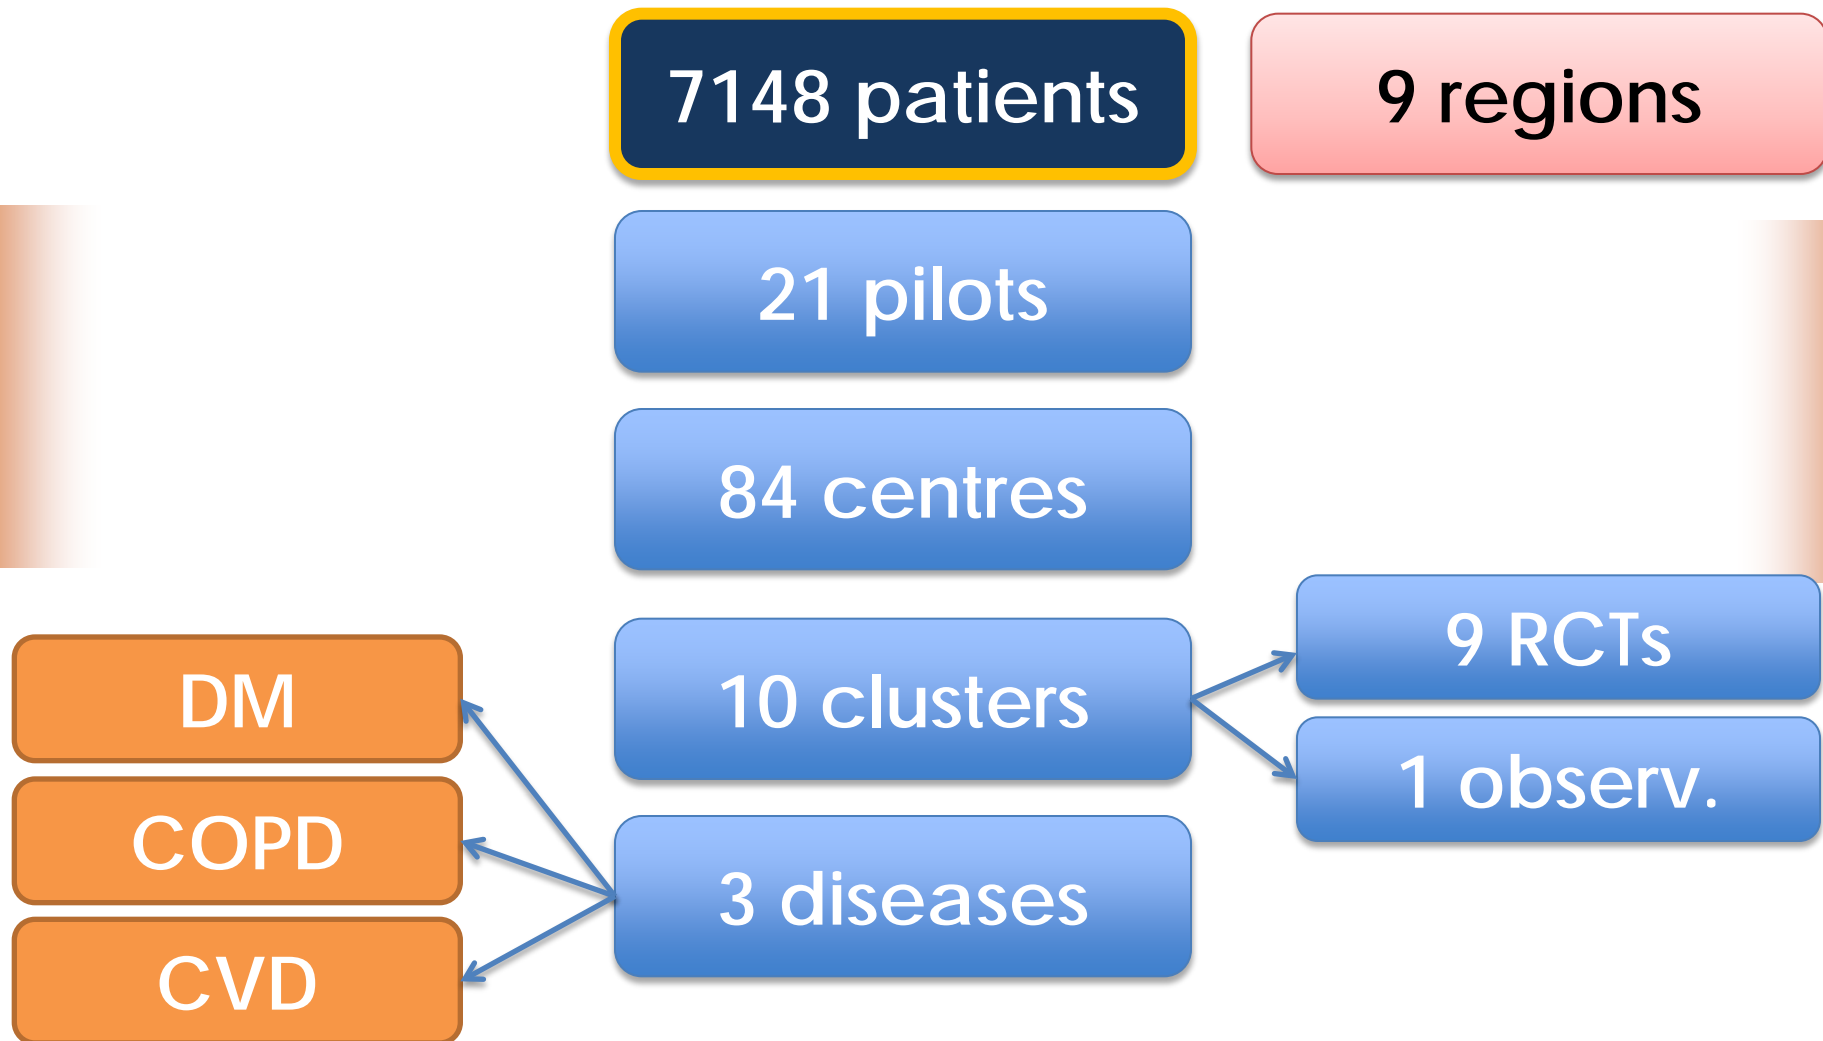 7148 patients
9 regions
21 pilots
84 centres
10 clusters
9 RCTs
1 observ.
3 diseases
DM
COPD
CVD